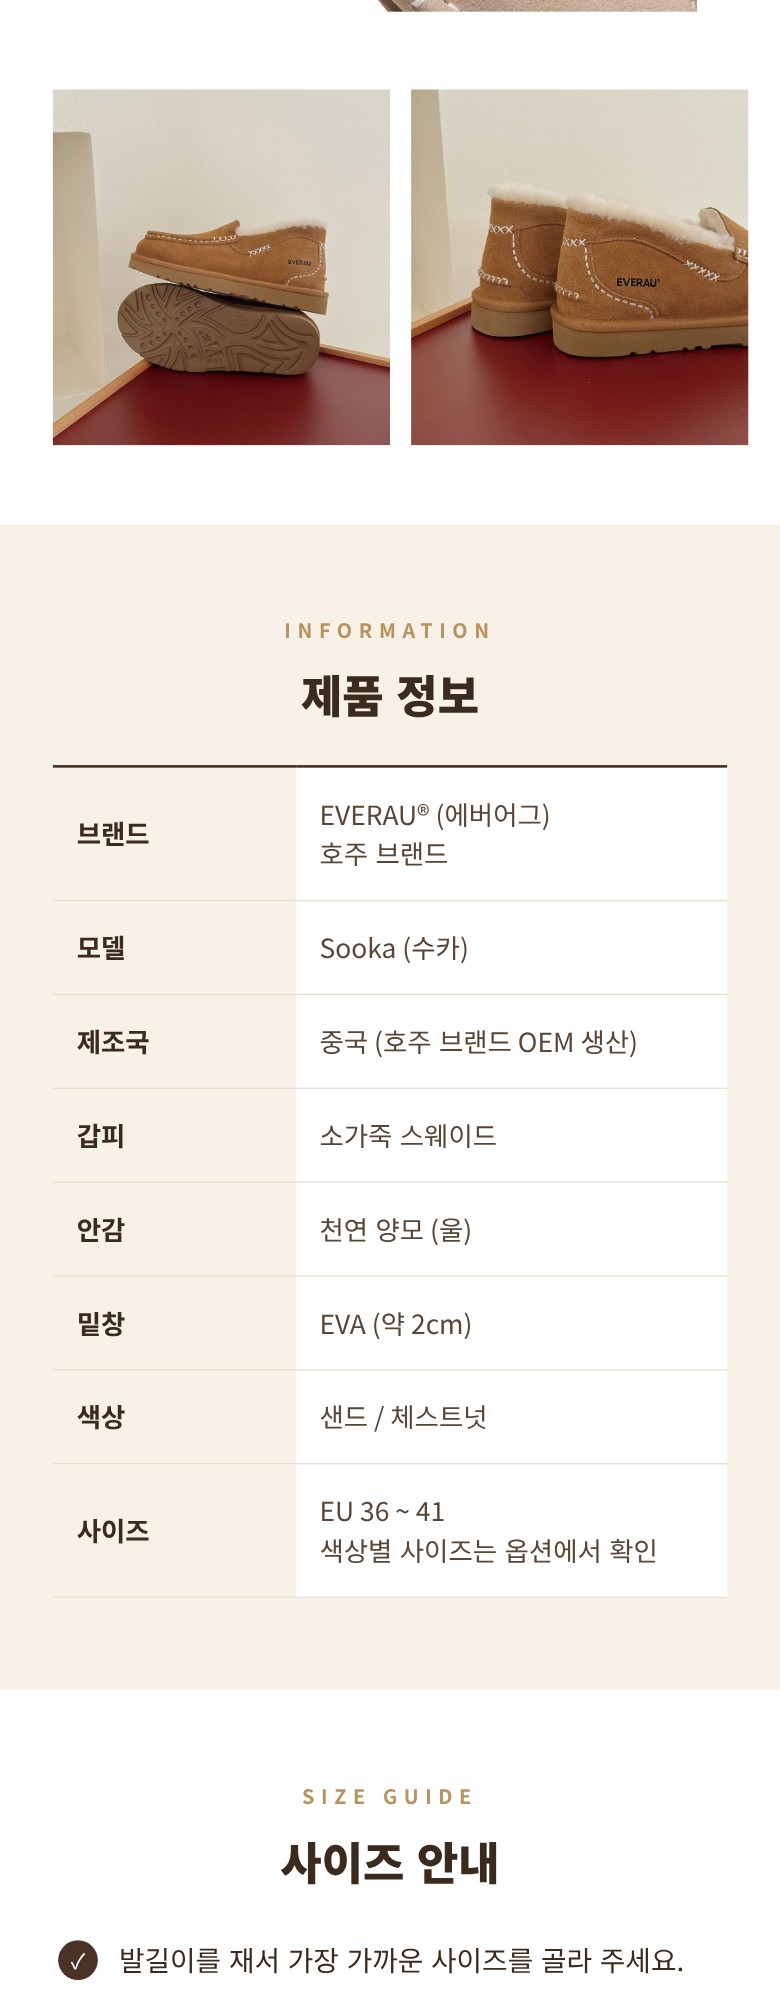 EVERAU
EVERAU®
INFORMATION
제품 정보
브랜드
EVERAU® (에버어그)
호주 브랜드
모델
Sooka (수카)
제조국
중국 (호주 브랜드 OEM 생산)
갑피
소가죽 스웨이드
안감
천연 양모 (울)
밑창
EVA (약 2cm)
색상
샌드 / 체스트넛
사이즈
EU 36 ~ 41
색상별 사이즈는 옵션에서 확인
SIZE GUIDE
사이즈 안내
발길이를 재서 가장 가까운 사이즈를 골라 주세요.